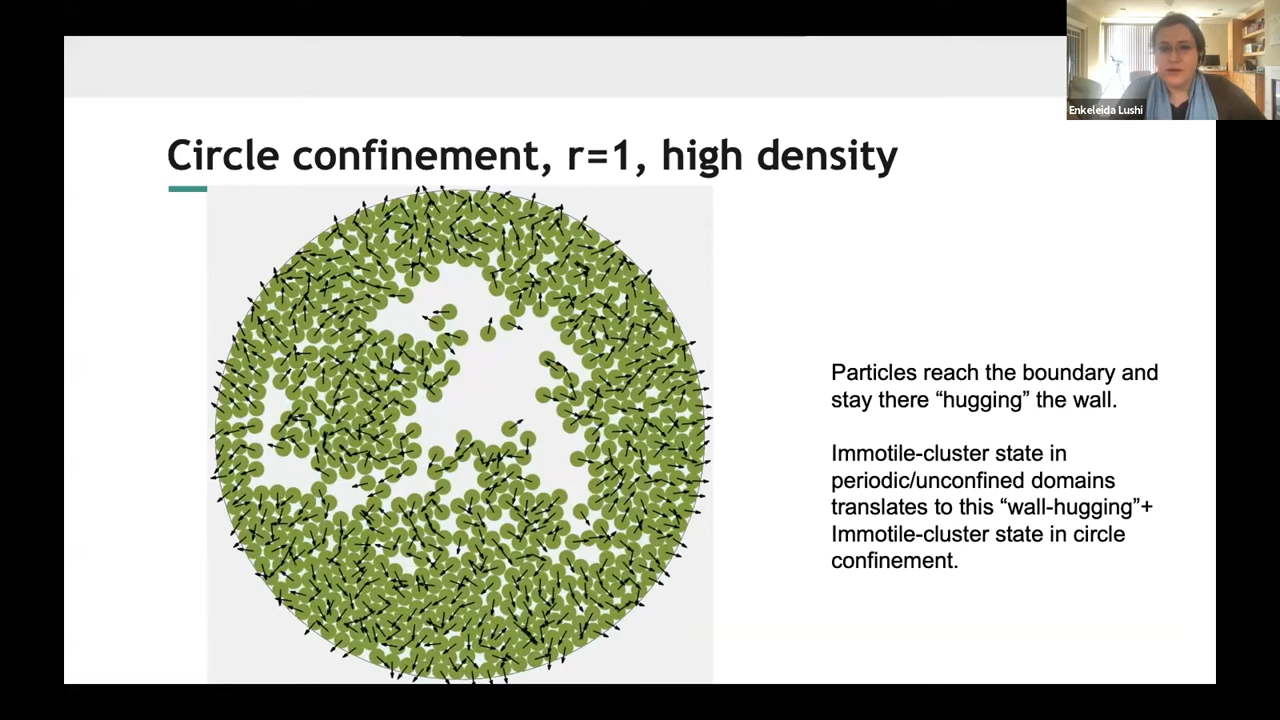 Enkeleida Lushi
Circle confinement, r=1, high density
Particles reach the boundary and
stay there “hugging” the wall.
Immotile-cluster state in
periodic/unconfined domains
translates to this “wall-hugging”+
Immotile-cluster state in circle
confinement.